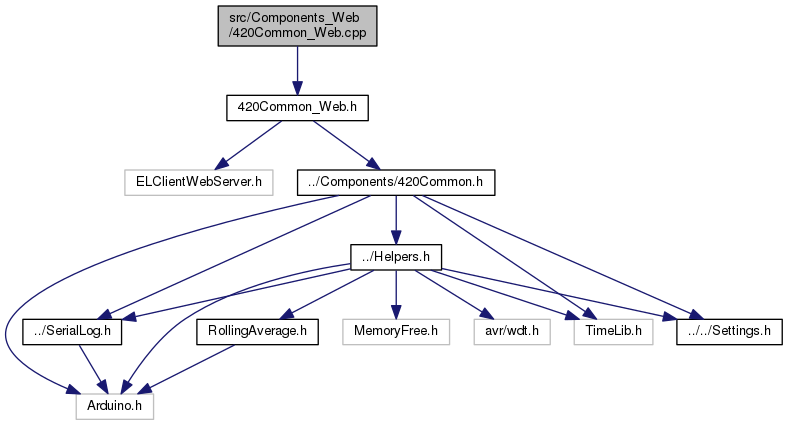 src/Components_Web
/420Common_Web.cpp
420Common_Web.h
ELClientWebServer.h
../Components/420Common.h
../Helpers.h
../SerialLog.h
RollingAverage.h
MemoryFree.h
avr/wdt.h
TimeLib.h
../../Settings.h
Arduino.h